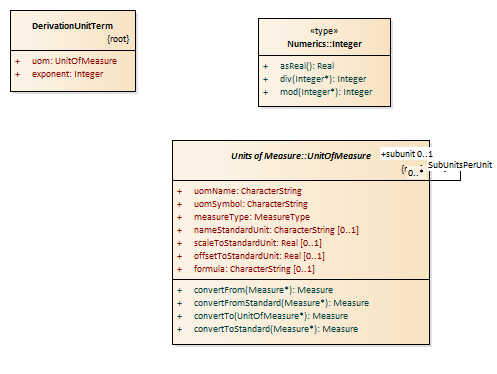 DerivationUnitTerm
{root}
+ uom: UnitOfMeasure
+ exponent: Integer
«type»
Numerics::Integer
+ asReal(): Real
+ div(Integer*): Integer
+ mod(Integer*): Integer
Units of Measure::UnitOfMeasure
+subunit 0..1
SubUnitsPerUnit
0..*
+ uomName: CharacterString
+ uomSymbol: CharacterString
+ measureType: MeasureType
+ nameStandardUnit: CharacterString [0..1]
+ scaleToStandardUnit: Real [0..1]
+ offsetToStandardUnit: Real [0..1]
+ formula: CharacterString [0..1]
+ convertFrom(Measure*): Measure
+ convertFromStandard(Measure*): Measure
+ convertTo(UnitOfMeasure*): Measure
+ convertToStandard(Measure*): Measure